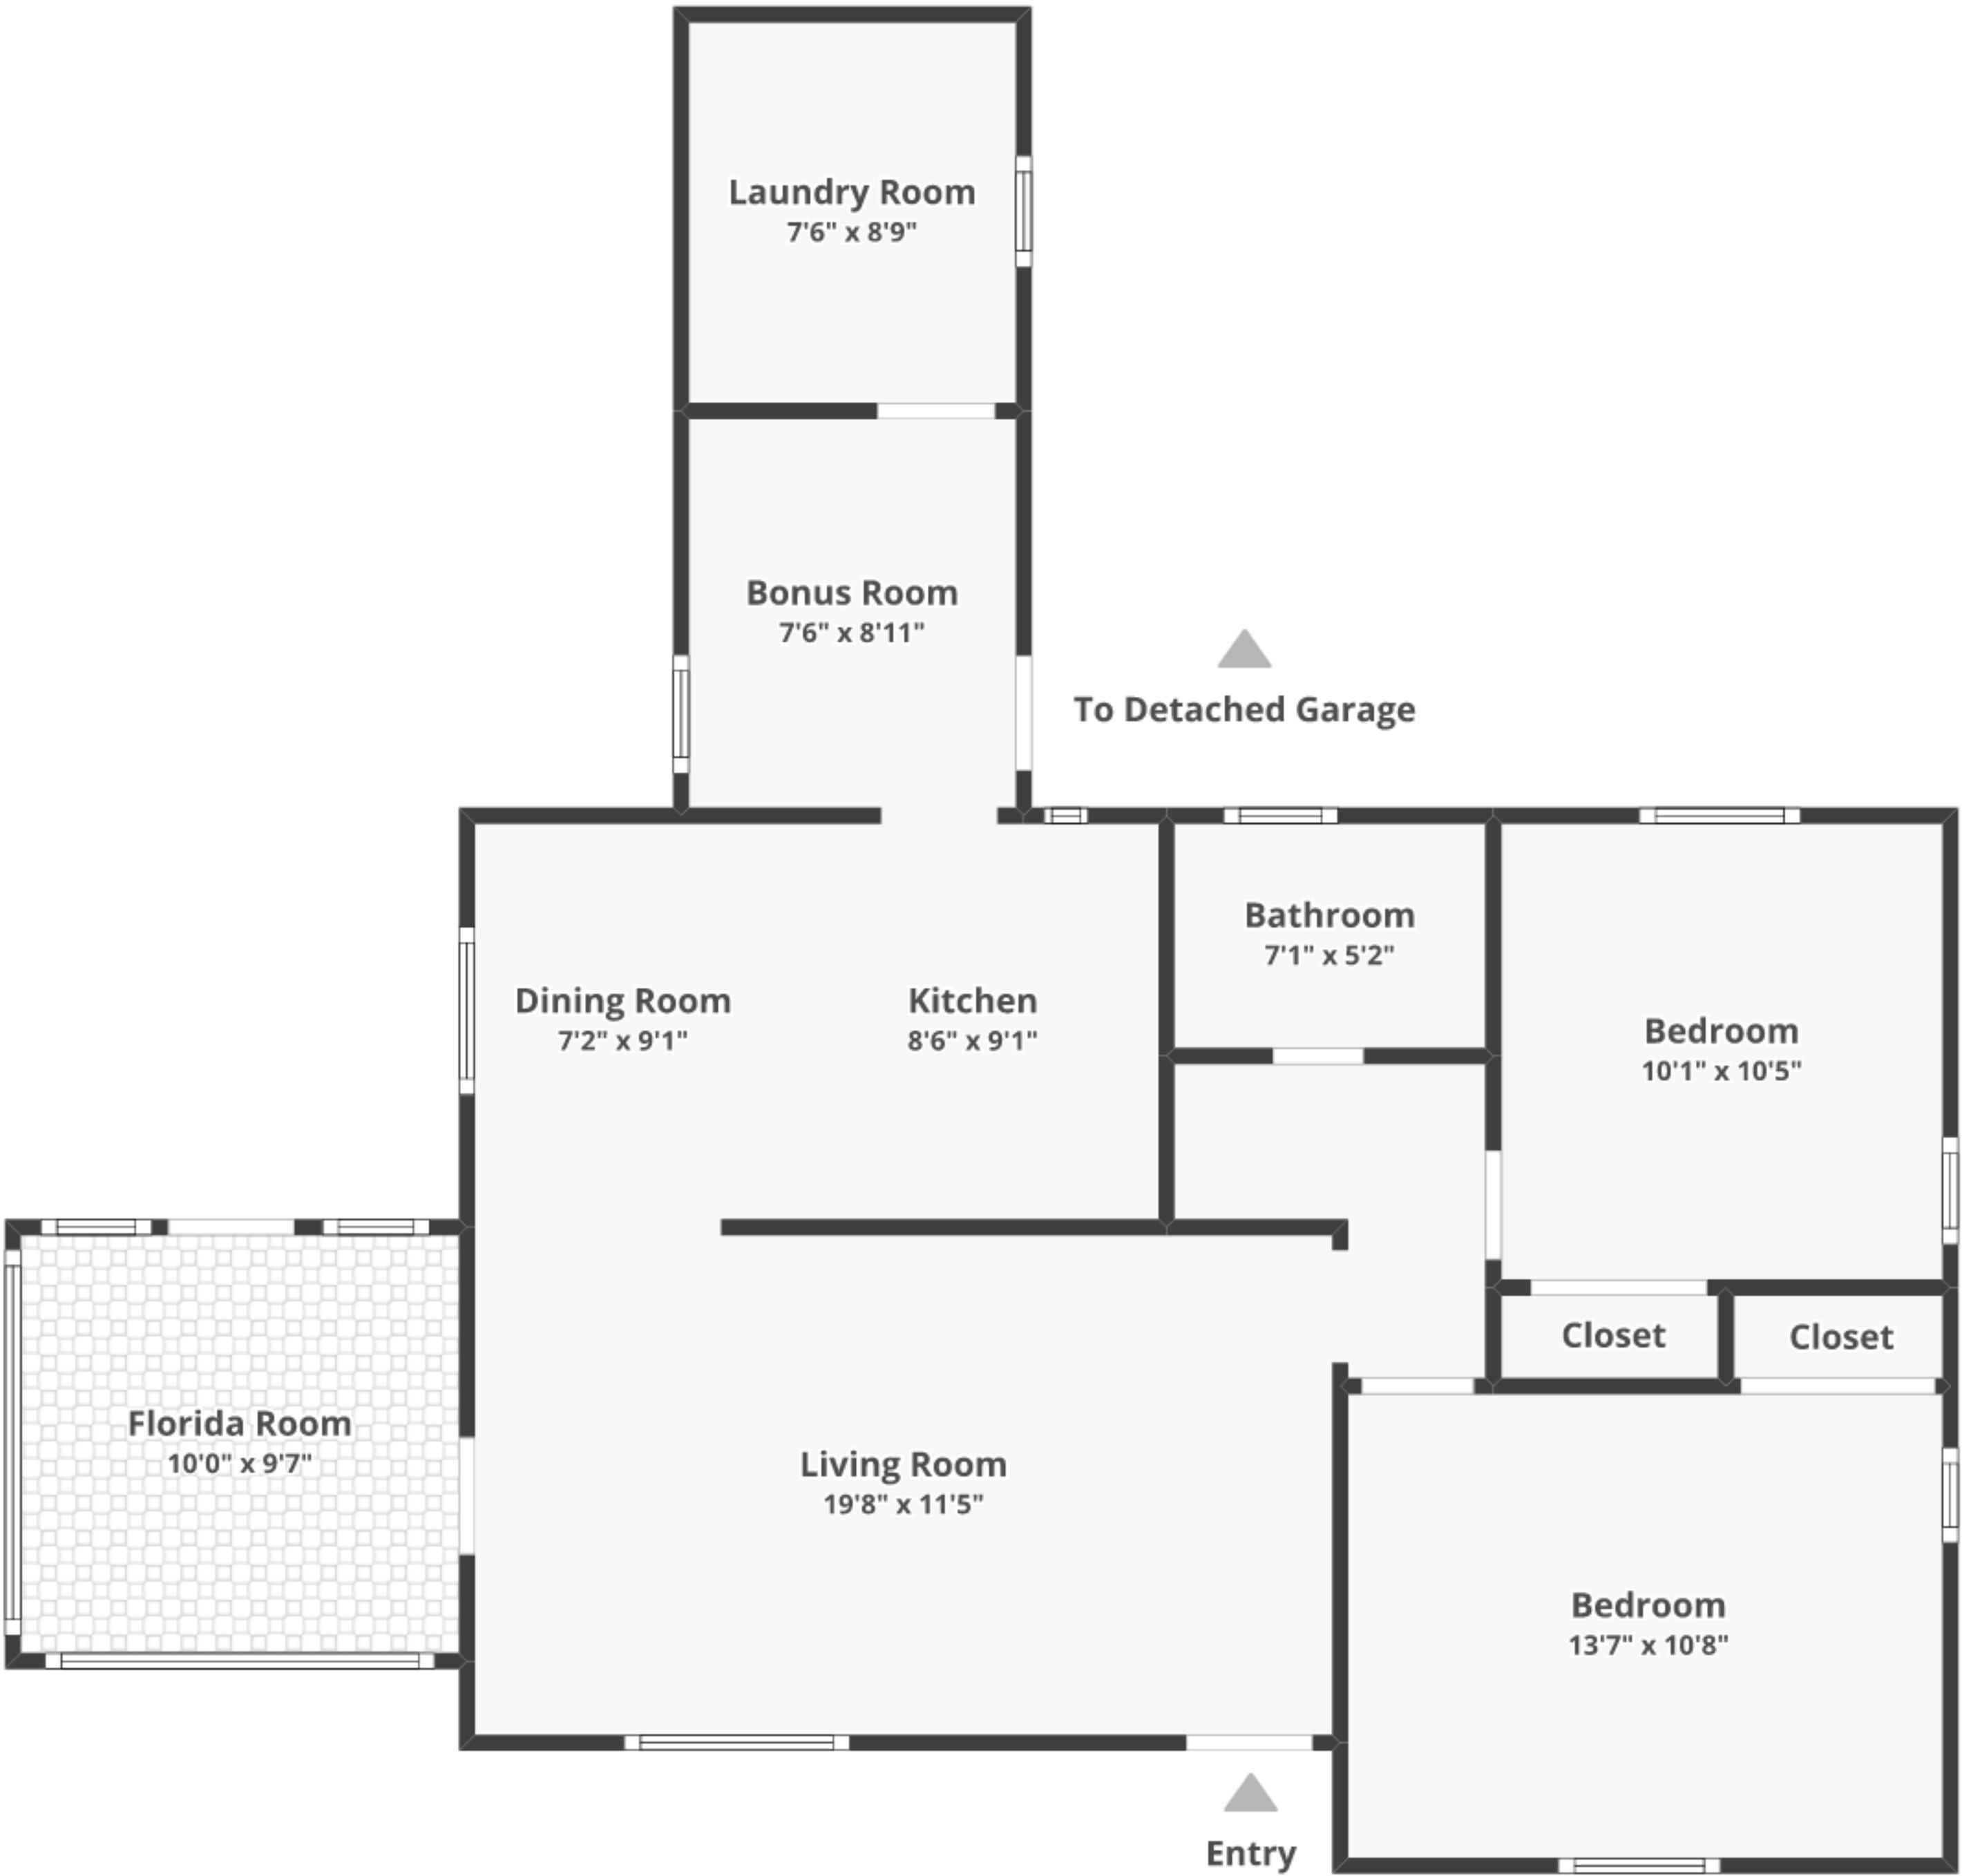 Laundry Room
7'6" x 8'9"
Bonus Room
7'6" x 8'11"
To Detached Garage
Bathroom
7'1" x 5'2"
Dining Room
7'2" x 9'1"
Kitchen
8'6" x 9'1"
Bedroom
10'1" x 10'5"
Closet
Closet
Florida Room
10'0" x 9'7"
Living Room
19'8" x 11'5"
Bedroom
13'7" x 10'8"
Entry